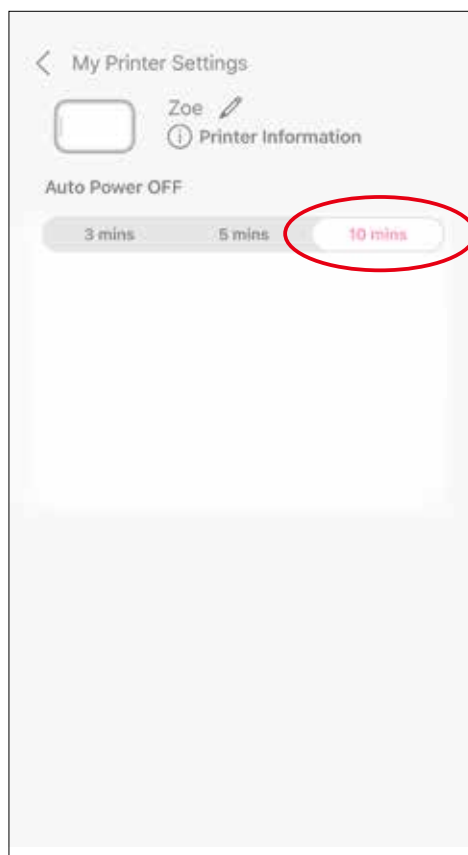 My Printer Settings
Zoe
Printer Information
Auto Power OFF
3 mins 5 mins 10 mins